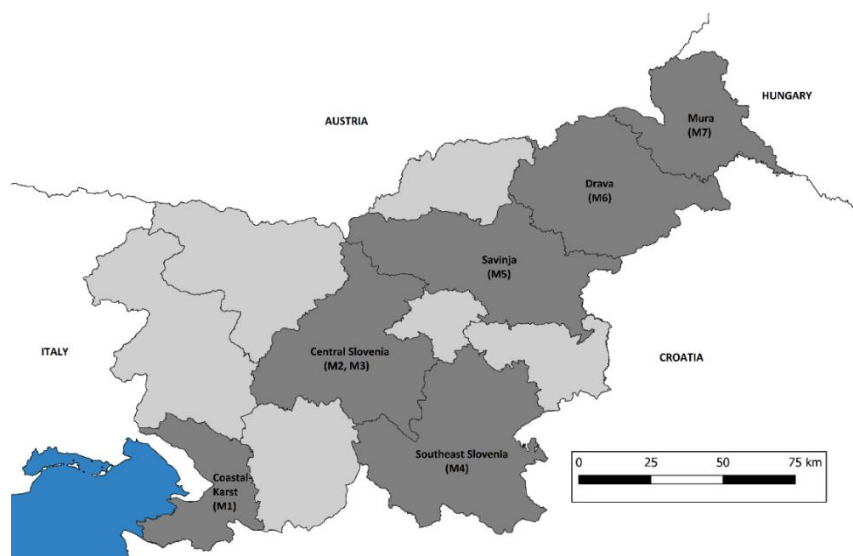 AUSTRIA
HUNGARY
Mura
(M7)
Drava
(M6)
Savinja
(M5)
ITALY
Central Slovenia
(M2, M3)
CROATIA
Southeast Slovenia
(M4)
Coastal-
Karst
(M1)
0 25 50 75 km